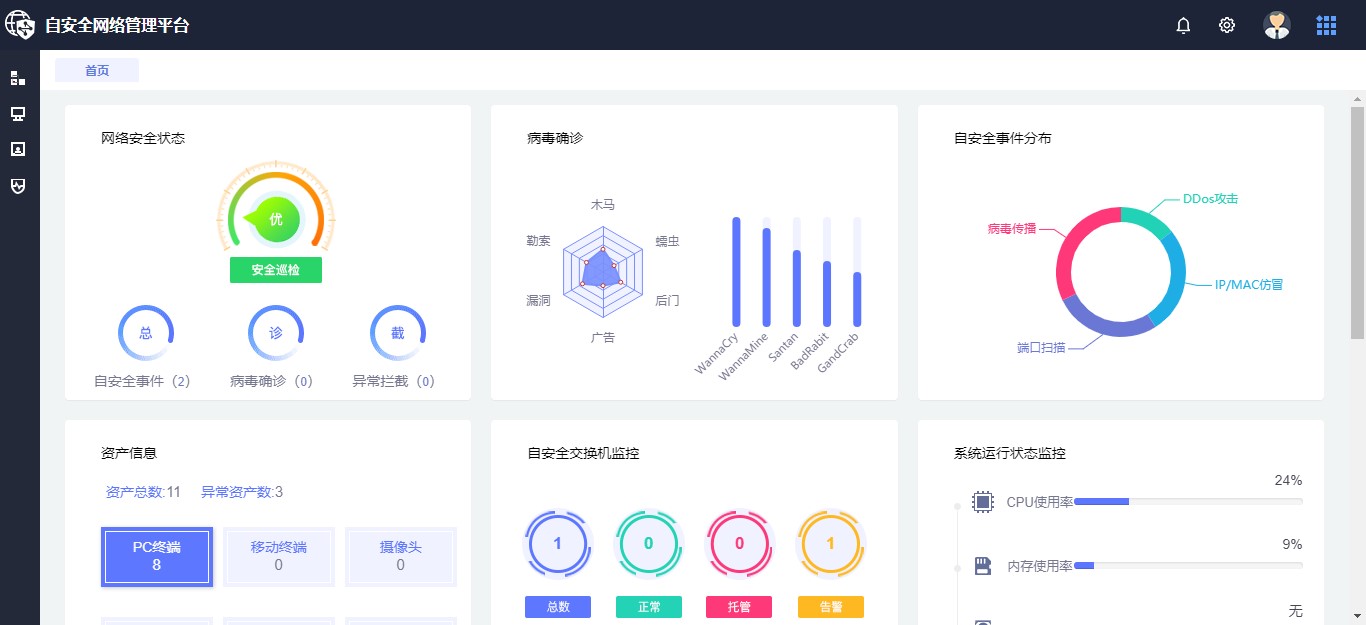 自安全网络管理平台
首页
网络安全状态
优
安全巡检
总
诊
截
自安全事件（2）
病毒确诊（0）
异常拦截（0）
病毒确诊
木马
勒索
蠕虫
漏洞
后门
广告
WannaCry
WannaMine
Santan
BadRabit
GandCrab
自安全事件分布
DDos攻击
病毒传播
IP/MAC仿冒
端口扫描
资产信息
资产总数:11
异常资产数:3
PC终端
8
移动终端
0
摄像头
0
自安全交换机监控
1
0
0
1
总数
正常
托管
告警
系统运行状态监控
24%
CPU使用率
9%
内存使用率
无